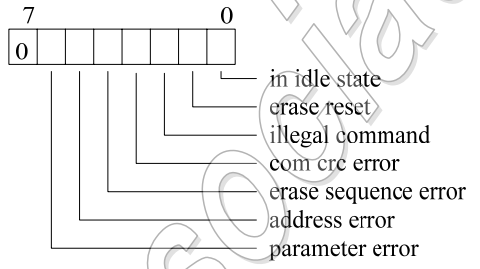 7 0
0
in idle state
erase reset
illegal command
com crc error
erase sequence error
address error
parameter error